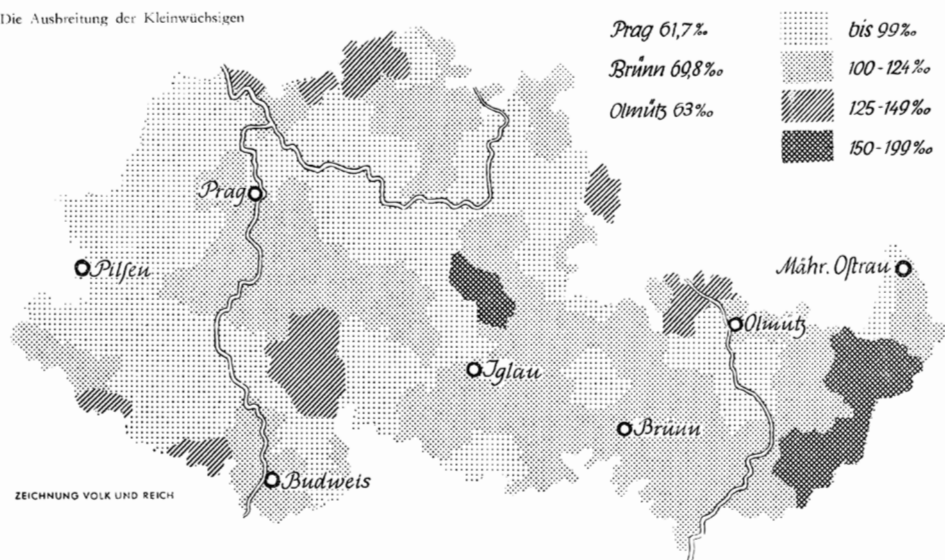 Die Ausbreitung der Kleinwüchsigen
Prag 61,7‰
Brünn 69,8‰
Olmütz 63‰
bis 99‰
100-124‰
125-149‰
150-199‰
Prag
Pilsen
Mähr. Ostrau
Olmütz
Iglau
Brünn
Budweis
ZEICHNUNG VOLK UND REICH